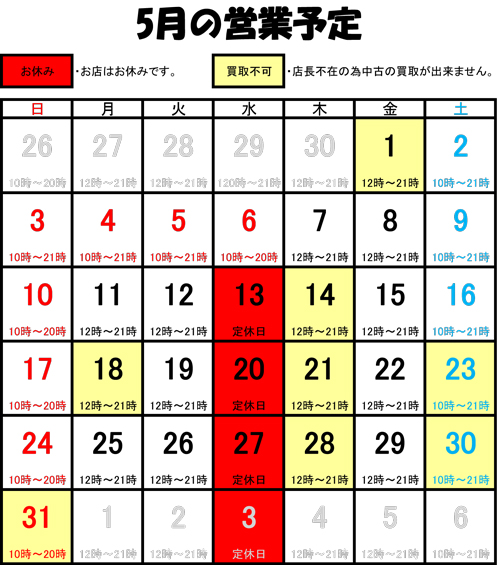 5月の営業予定
お休み ・お店はお休みです。 買取不可 ・店長不在の為中古の買取が出来ません。
日 月 火 水 木 金 土
26 27 28 29 30 1 2
10時～20時 12時～21時 12時～21時 120時～21時 12時～21時 12時～21時 10時～21時
3 4 5 6 7 8 9
10時～21時 10時～21時 10時～21時 10時～20時 12時～21時 12時～21時 10時～21時
10 11 12 13 14 15 16
10時～20時 12時～21時 12時～21時 定休日 12時～21時 12時～21時 10時～21時
17 18 19 20 21 22 23
10時～20時 12時～21時 12時～21時 定休日 12時～21時 12時～21時 10時～21時
24 25 26 27 28 29 30
10時～20時 12時～21時 12時～21時 定休日 12時～21時 12時～21時 10時～21時
31 1 2 3 4 5 6
10時～20時 12時～21時 12時～21時 定休日 12時～21時 12時～21時 10時～21時